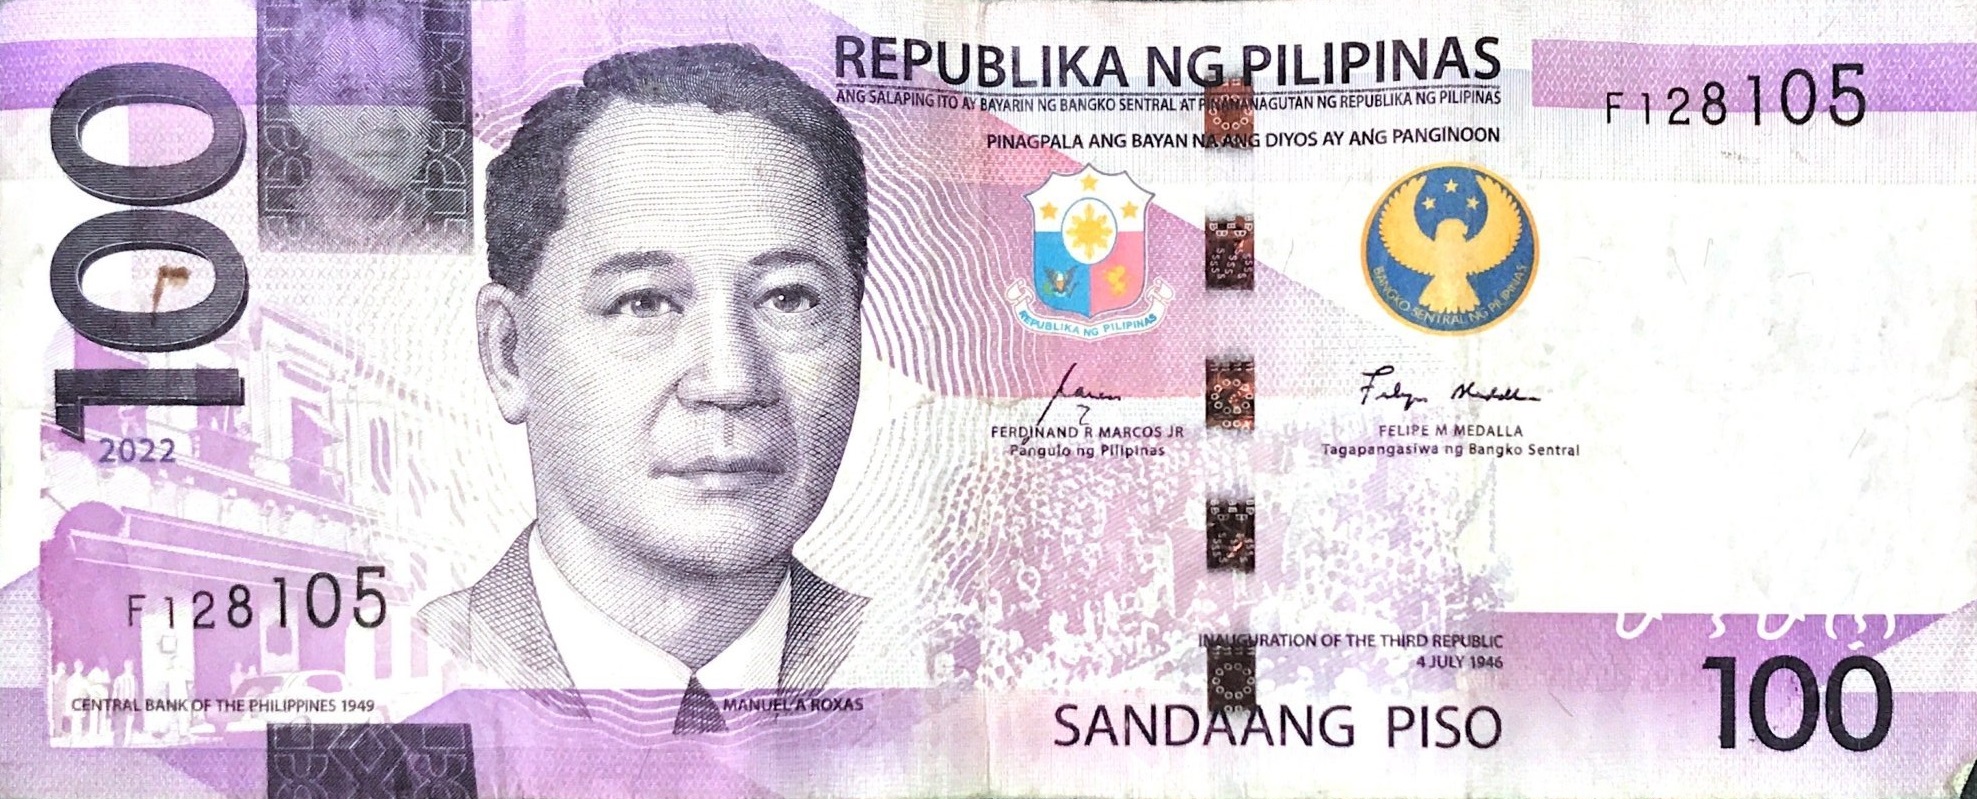 100
REPUBLIKA NG PILIPINAS
ANG SALAPING ITO AY BAYARIN NG BANGKO SENTRAL AT PINANANAGUTAN NG REPUBLIKA NG PILIPINAS
PINAGPALA ANG BAYAN NA ANG DIYOS AY ANG PANGINOON
F128105
REPUBLIKA NG PILIPINAS
BANGKO SENTRAL NG PILIPINAS
FERDINAND R MARCOS JR
Pangulo ng Pilipinas
FELIPE M MEDALLA
Tagapangasiwa ng Bangko Sentral
2022
F128105
CENTRAL BANK OF THE PHILIPPINES 1949
MANUEL A ROXAS
INAUGURATION OF THE THIRD REPUBLIC
4 JULY 1946
SANDAANG PISO
100